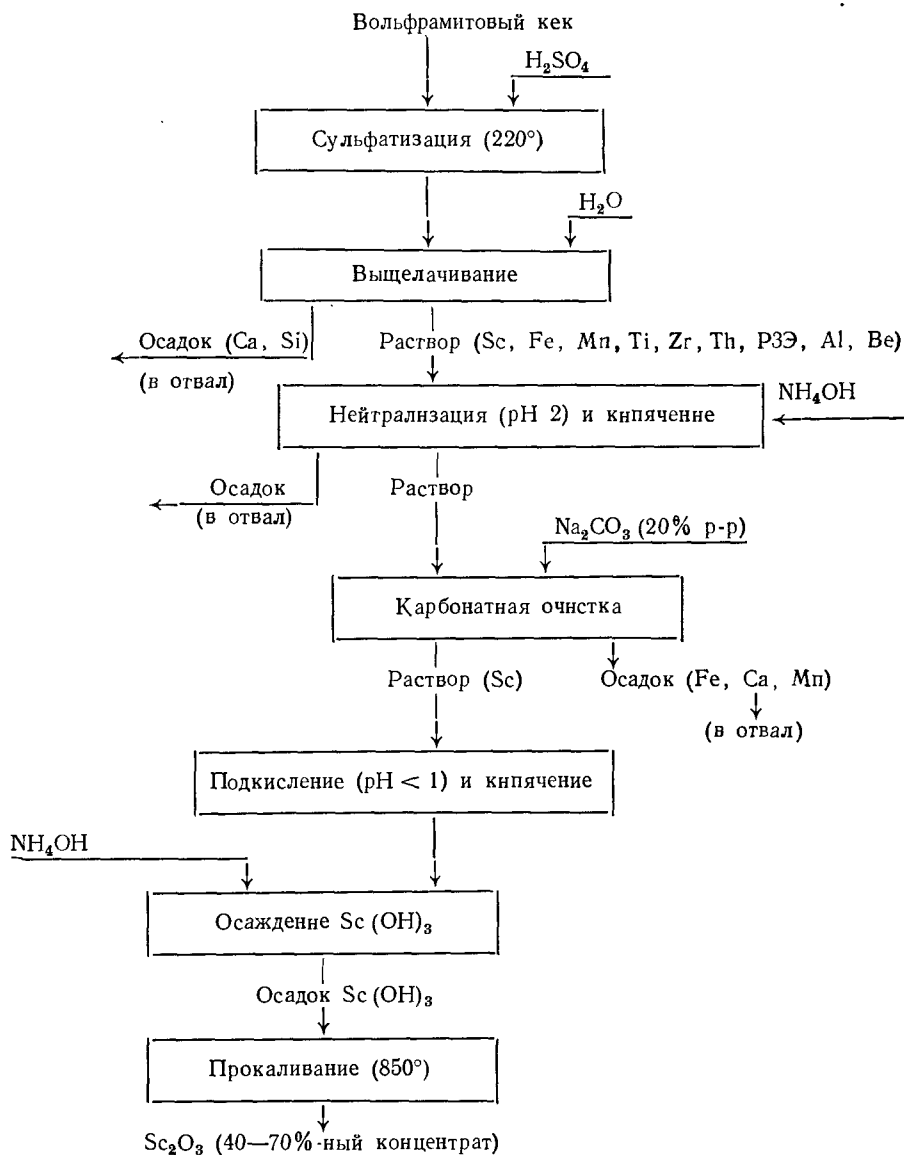 Вольфрамитовый кек
H₂SO₄
Сульфатизация (220°)
H₂O
Выщелачивание
Осадок (Ca, Si)
(в отвал)
Раствор (Sc, Fe, Mn, Ti, Zr, Th, РЗЭ, Al, Be)
NH₄OH
Нейтрализация (pH 2) и кипячение
Осадок
(в отвал)
Раствор
Na₂CO₃ (20% р-р)
Карбонатная очистка
Раствор (Sc)
Осадок (Fe, Ca, Mn)
(в отвал)
Подкисление (pH < 1) и кипячение
NH₄OH
Осаждение Sc (OH)₃
Осадок Sc (OH)₃
Прокаливание (850°)
Sc₂O₃ (40—70%-ный концентрат)